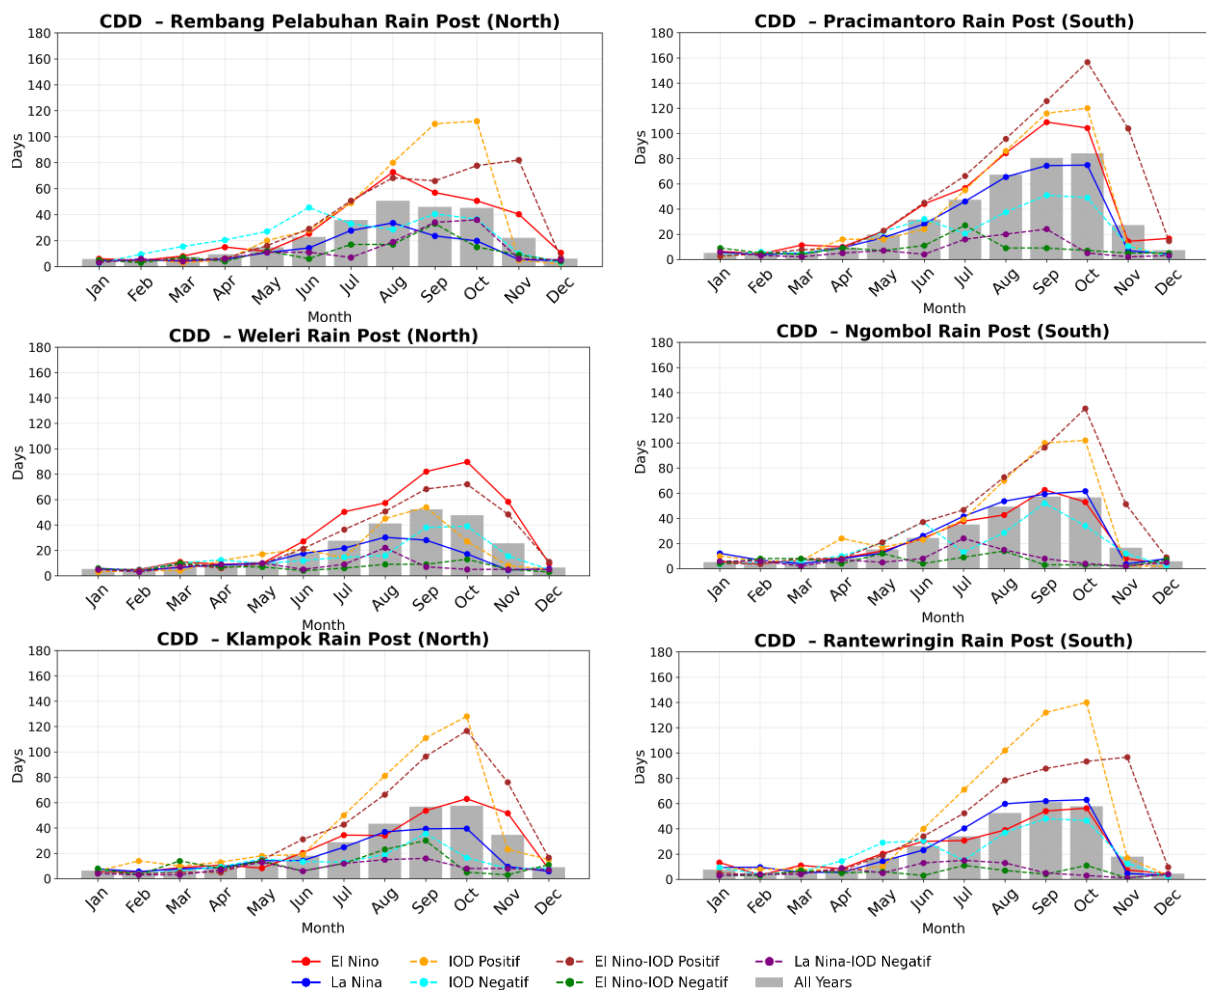 CDD – Rembang Pelabuhan Rain Post (North)
180
160
140
120
100
80
60
40
20
0
Days
Jan Feb Mar Apr May Jun Jul Aug Sep Oct Nov Dec
Month
CDD – Pracimantoro Rain Post (South)
180
160
140
120
100
80
60
40
20
0
Days
Jan Feb Mar Apr May Jun Jul Aug Sep Oct Nov Dec
Month
CDD – Weleri Rain Post (North)
180
160
140
120
100
80
60
40
20
0
Days
Jan Feb Mar Apr May Jun Jul Aug Sep Oct Nov Dec
Month
CDD – Ngombol Rain Post (South)
180
160
140
120
100
80
60
40
20
0
Days
Jan Feb Mar Apr May Jun Jul Aug Sep Oct Nov Dec
Month
CDD – Klampok Rain Post (North)
180
160
140
120
100
80
60
40
20
0
Days
Jan Feb Mar Apr May Jun Jul Aug Sep Oct Nov Dec
Month
CDD – Rantewringin Rain Post (South)
180
160
140
120
100
80
60
40
20
0
Days
Jan Feb Mar Apr May Jun Jul Aug Sep Oct Nov Dec
Month
El Nino IOD Positif El Nino-IOD Positif La Nina-IOD Negatif
La Nina IOD Negatif El Nino-IOD Negatif All Years